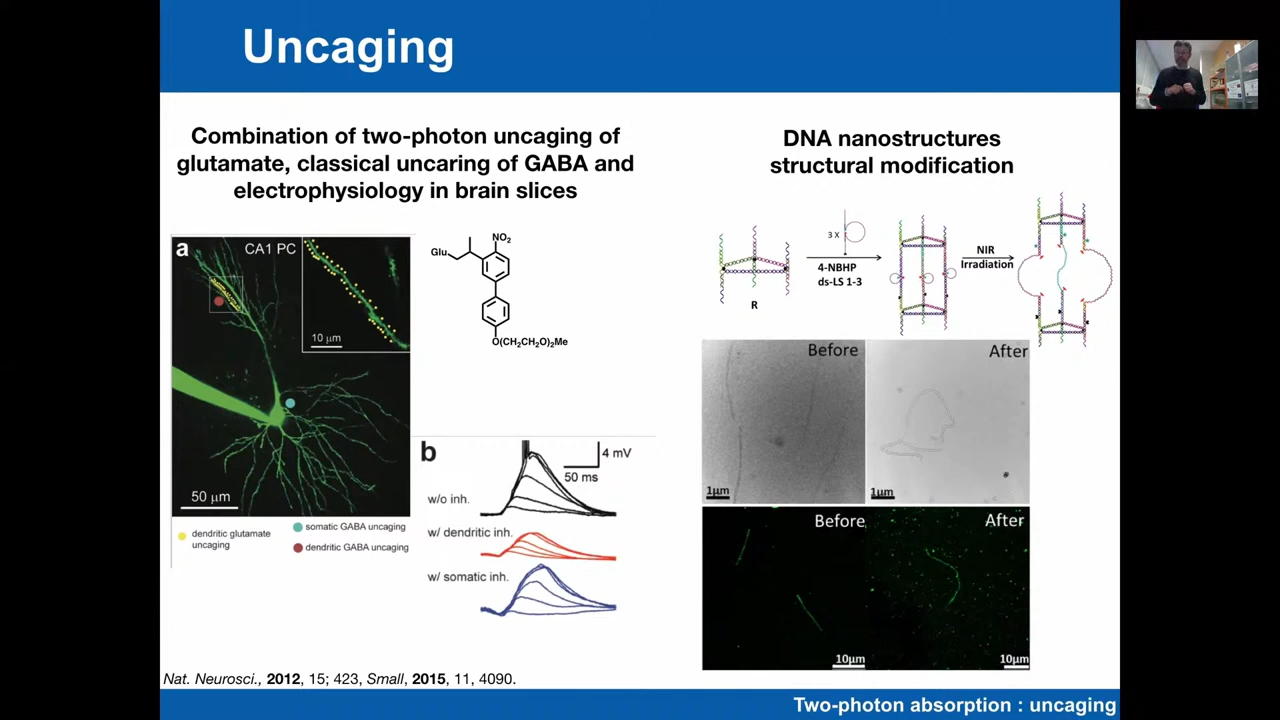 Uncaging
Combination of two-photon uncaging of
glutamate, classical uncaring of GABA and
electrophysiology in brain slices
DNA nanostructures
structural modification
a
CA1 PC
10 μm
50 μm
dendritic glutamate
uncaging
somatic GABA uncaging
dendritic GABA uncaging
NO2
Glu
O(CH2CH2O)2Me
b
4 mV
50 ms
w/o inh.
w/ dendritic inh.
w/ somatic inh.
R
3 X
4-NBHP
ds-LS 1-3
NIR
Irradiation
Before
After
1μm
1μm
Before
After
10μm
10μm
Nat. Neurosci., 2012, 15; 423, Small, 2015, 11, 4090.
Two-photon absorption : uncaging